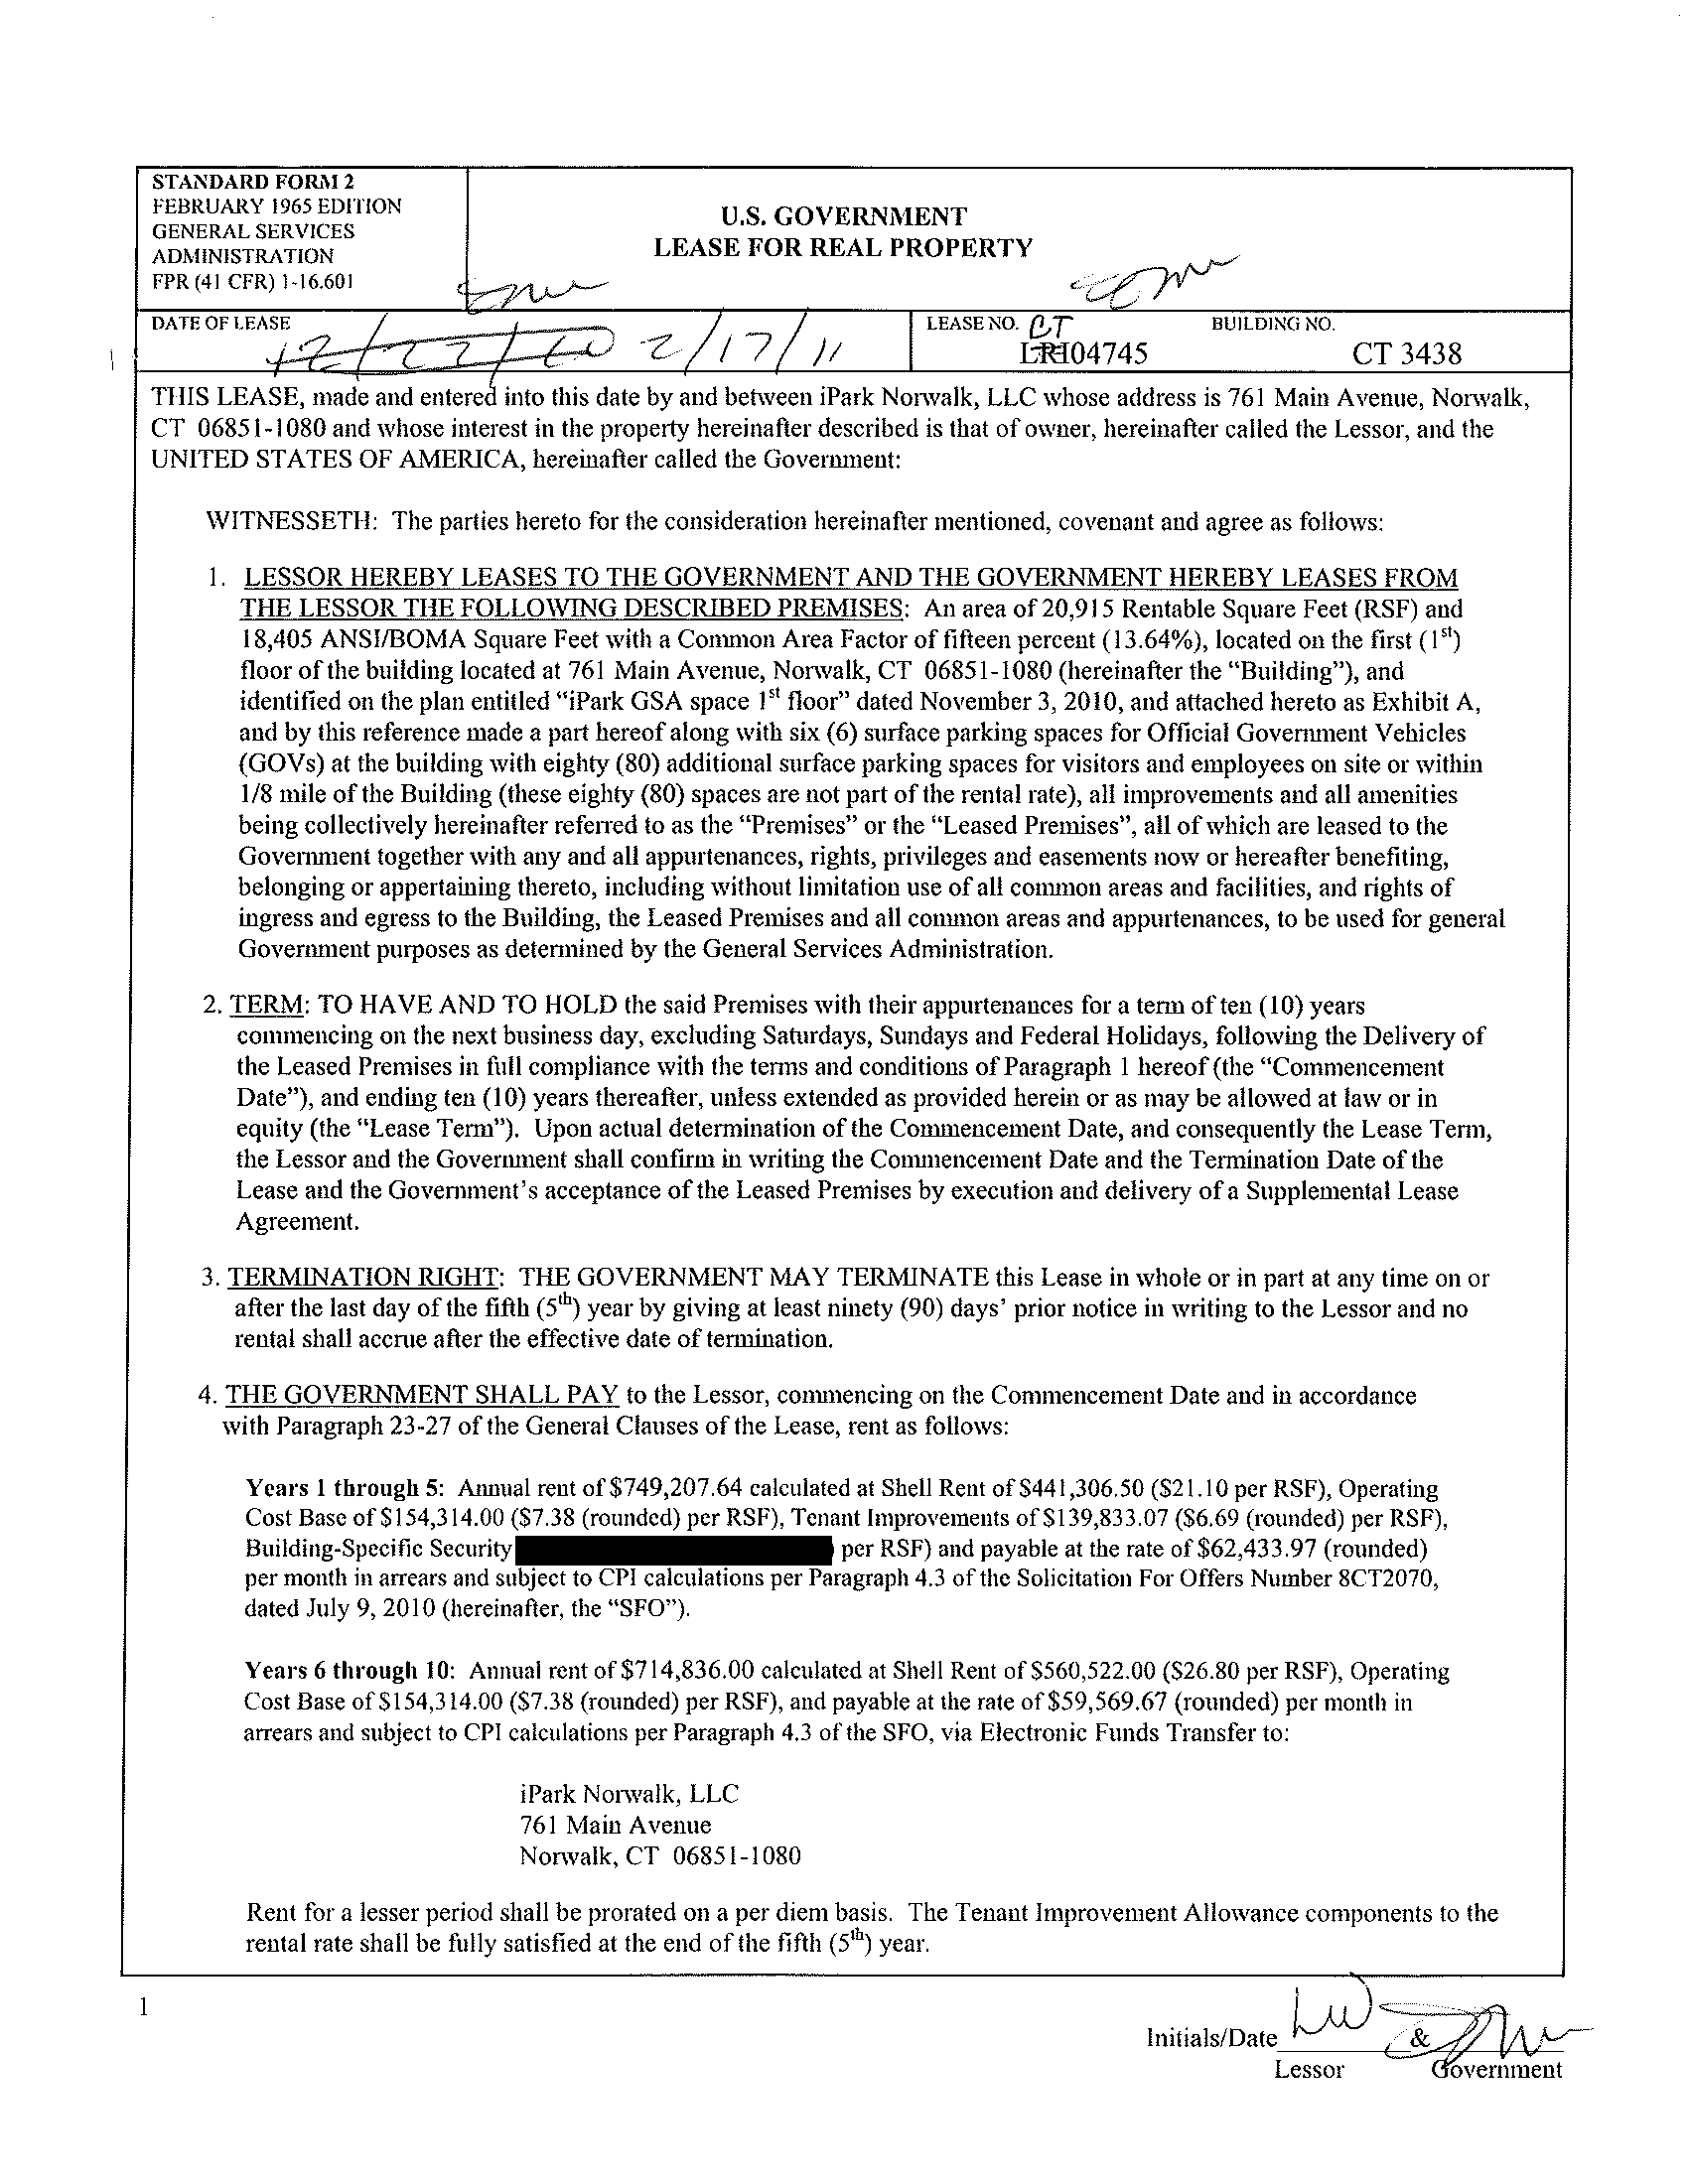 STANDARD FORM 2
FEBRUARY 1965 EDITION
GENERAL SERVICES
ADMINISTRATION
FPR (41 CFR) 1-16.601
U.S. GOVERNMENT
LEASE FOR REAL PROPERTY
DATE OF LEASE
12/22/10 2/17/11
LEASE NO. CT
LRI04745
BUILDING NO.
CT 3438
THIS LEASE, made and entered into this date by and between iPark Norwalk, LLC whose address is 761 Main Avenue, Norwalk,
CT 06851-1080 and whose interest in the property hereinafter described is that of owner, hereinafter called the Lessor, and the
UNITED STATES OF AMERICA, hereinafter called the Government:
WITNESSETH: The parties hereto for the consideration hereinafter mentioned, covenant and agree as follows:
1. LESSOR HEREBY LEASES TO THE GOVERNMENT AND THE GOVERNMENT HEREBY LEASES FROM
THE LESSOR THE FOLLOWING DESCRIBED PREMISES: An area of 20,915 Rentable Square Feet (RSF) and
18,405 ANSI/BOMA Square Feet with a Common Area Factor of fifteen percent (13.64%), located on the first (1st)
floor of the building located at 761 Main Avenue, Norwalk, CT 06851-1080 (hereinafter the “Building”), and
identified on the plan entitled “iPark GSA space 1st floor” dated November 3, 2010, and attached hereto as Exhibit A,
and by this reference made a part hereof along with six (6) surface parking spaces for Official Government Vehicles
(GOVs) at the building with eighty (80) additional surface parking spaces for visitors and employees on site or within
1/8 mile of the Building (these eighty (80) spaces are not part of the rental rate), all improvements and all amenities
being collectively hereinafter referred to as the “Premises” or the “Leased Premises”, all of which are leased to the
Government together with any and all appurtenances, rights, privileges and easements now or hereafter benefiting,
belonging or appertaining thereto, including without limitation use of all common areas and facilities, and rights of
ingress and egress to the Building, the Leased Premises and all common areas and appurtenances, to be used for general
Government purposes as determined by the General Services Administration.
2. TERM: TO HAVE AND TO HOLD the said Premises with their appurtenances for a term of ten (10) years
commencing on the next business day, excluding Saturdays, Sundays and Federal Holidays, following the Delivery of
the Leased Premises in full compliance with the terms and conditions of Paragraph 1 hereof (the “Commencement
Date”), and ending ten (10) years thereafter, unless extended as provided herein or as may be allowed at law or in
equity (the “Lease Term”). Upon actual determination of the Commencement Date, and consequently the Lease Term,
the Lessor and the Government shall confirm in writing the Commencement Date and the Termination Date of the
Lease and the Government’s acceptance of the Leased Premises by execution and delivery of a Supplemental Lease
Agreement.
3. TERMINATION RIGHT: THE GOVERNMENT MAY TERMINATE this Lease in whole or in part at any time on or
after the last day of the fifth (5th) year by giving at least ninety (90) days’ prior notice in writing to the Lessor and no
rental shall accrue after the effective date of termination.
4. THE GOVERNMENT SHALL PAY to the Lessor, commencing on the Commencement Date and in accordance
with Paragraph 23-27 of the General Clauses of the Lease, rent as follows:
Years 1 through 5: Annual rent of $749,207.64 calculated at Shell Rent of $441,306.50 ($21.10 per RSF), Operating
Cost Base of $154,314.00 ($7.38 (rounded) per RSF), Tenant Improvements of $139,833.07 ($6.69 (rounded) per RSF),
Building-Specific Security per RSF) and payable at the rate of $62,433.97 (rounded)
per month in arrears and subject to CPI calculations per Paragraph 4.3 of the Solicitation For Offers Number 8CT2070,
dated July 9, 2010 (hereinafter, the “SFO”).
Years 6 through 10: Annual rent of $714,836.00 calculated at Shell Rent of $560,522.00 ($26.80 per RSF), Operating
Cost Base of $154,314.00 ($7.38 (rounded) per RSF), and payable at the rate of $59,569.67 (rounded) per month in
arrears and subject to CPI calculations per Paragraph 4.3 of the SFO, via Electronic Funds Transfer to:
iPark Norwalk, LLC
761 Main Avenue
Norwalk, CT 06851-1080
Rent for a lesser period shall be prorated on a per diem basis. The Tenant Improvement Allowance components to the
rental rate shall be fully satisfied at the end of the fifth (5th) year.
1
Initials/Date LW &
Lessor Government